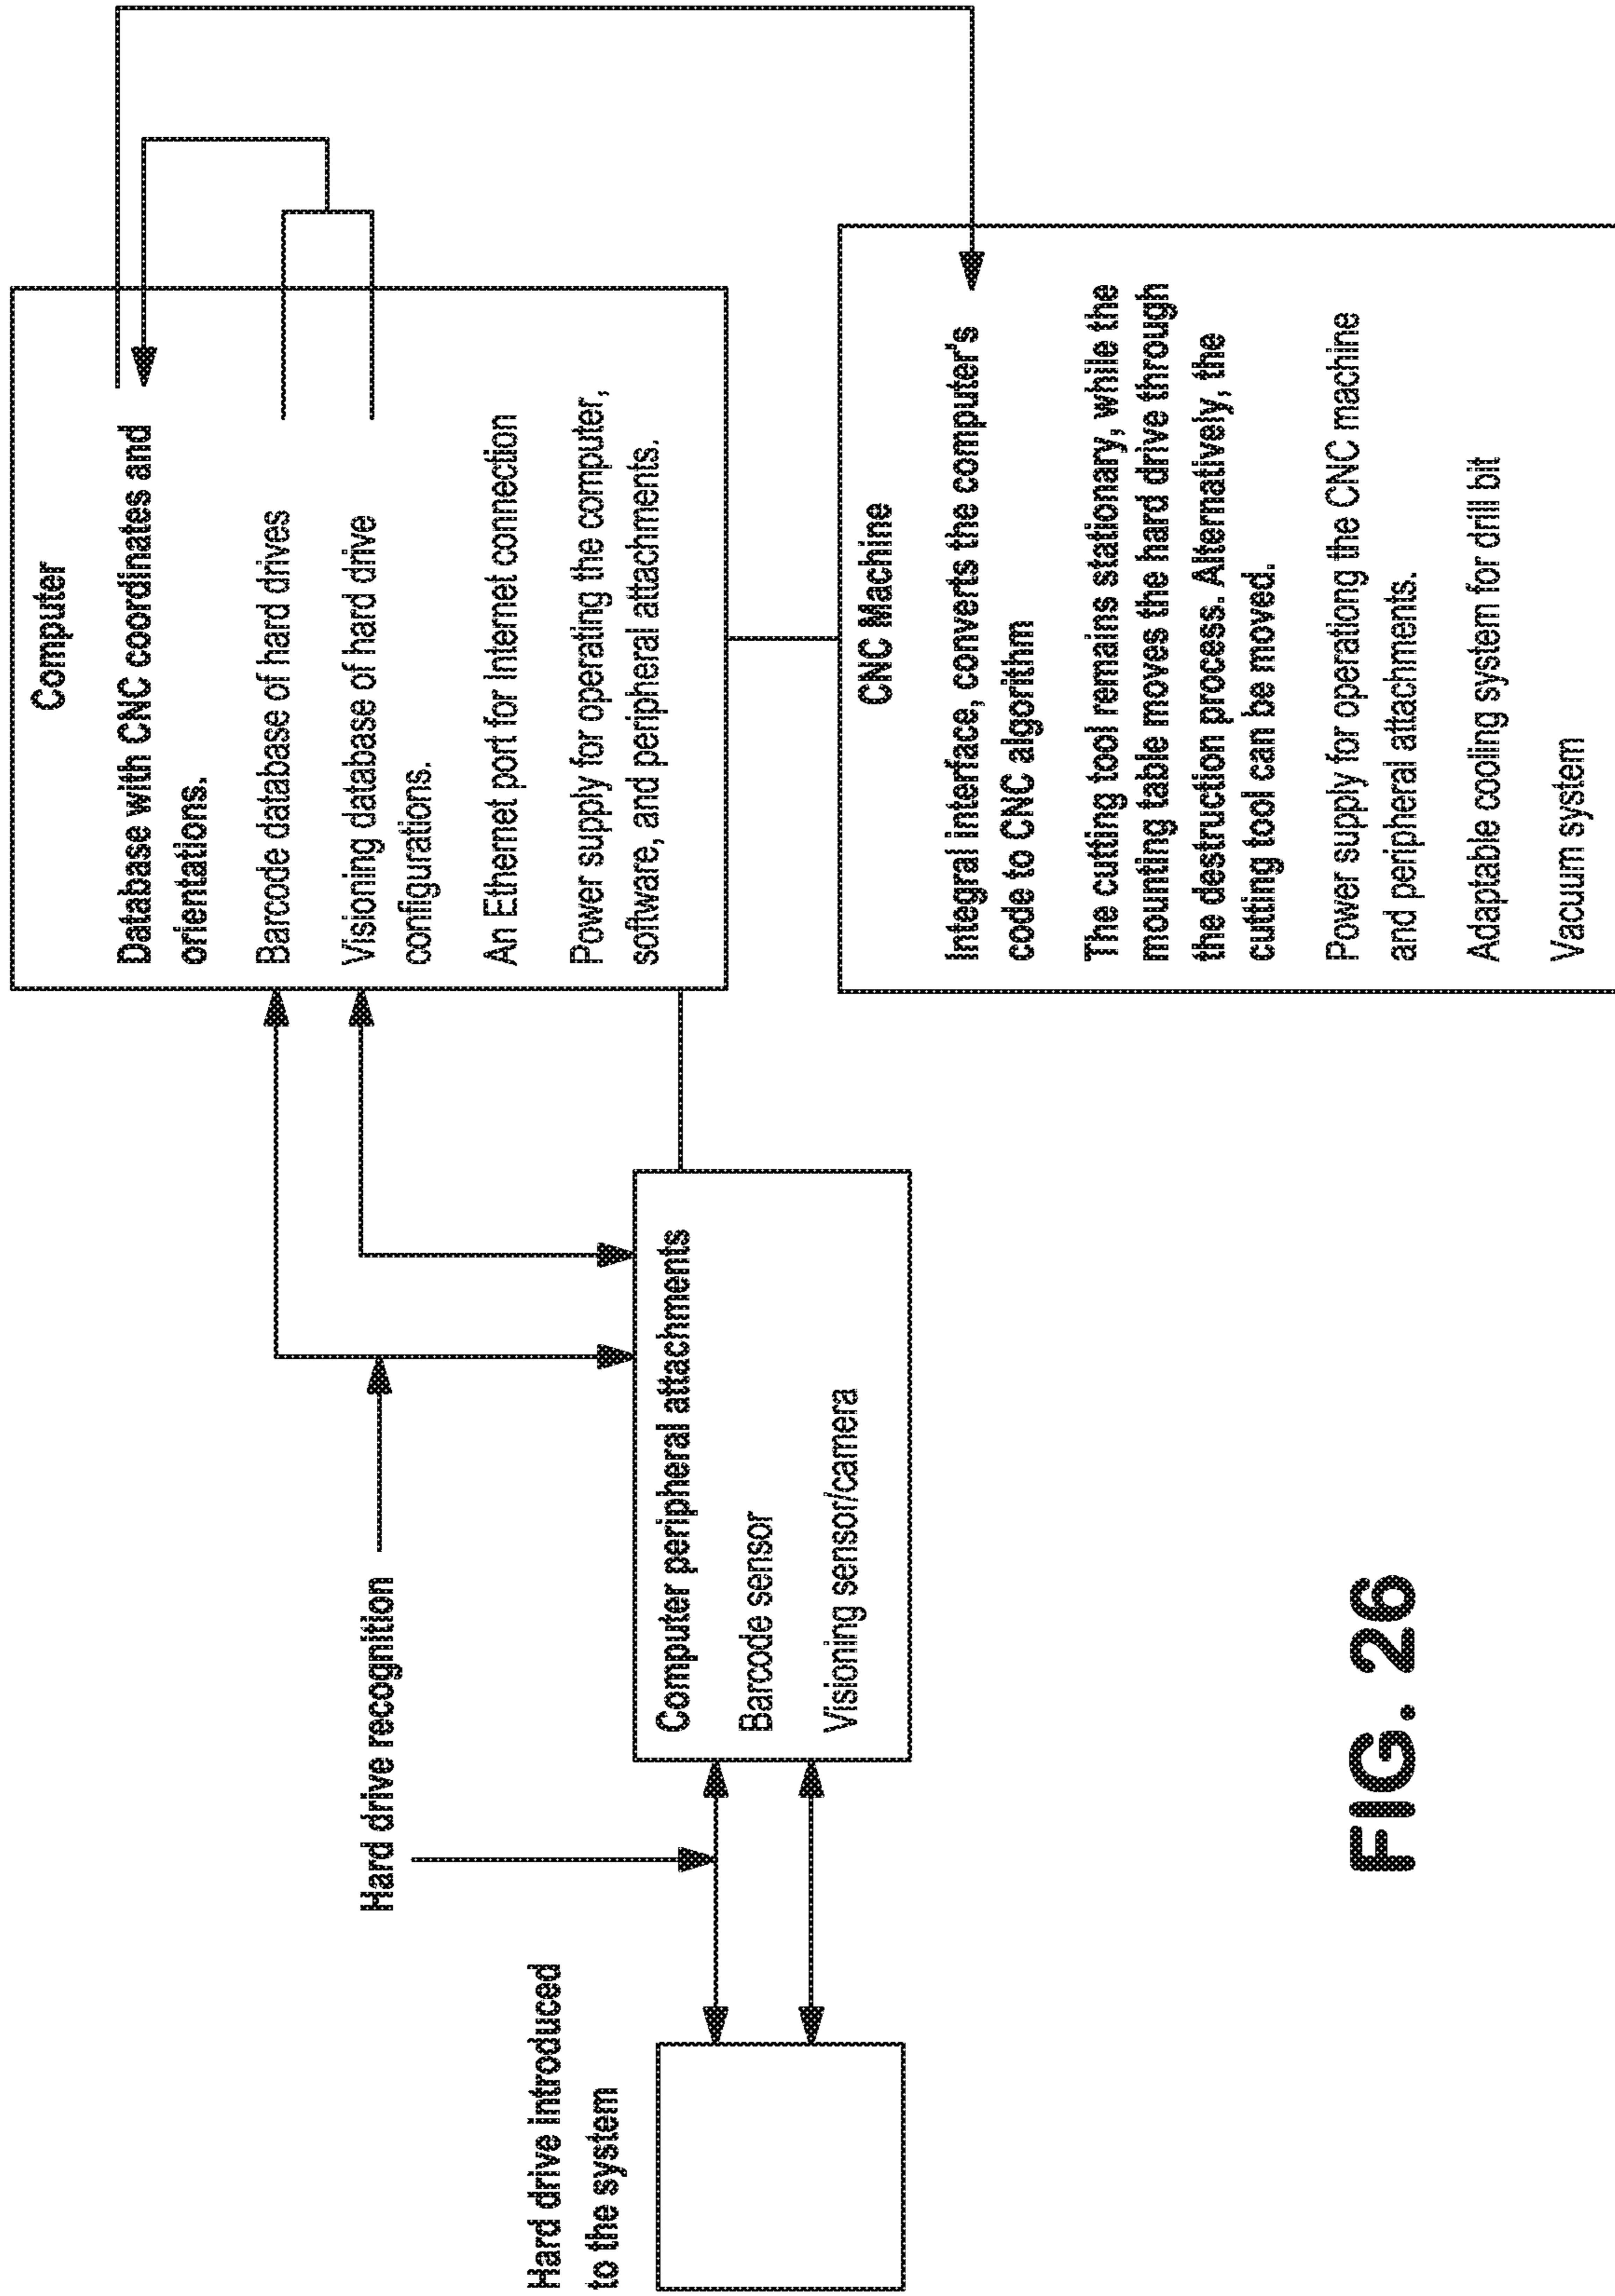 Hard drive introduced
to the system
Hard drive recognition
Computer peripheral attachments
Barcode sensor
Visioning sensor/camera
Computer
Database with CNC coordinates and
orientations.
Barcode database of hard drives
Visioning database of hard drive
configurations.
An Ethernet port for Internet connection
Power supply for operating the computer,
software, and peripheral attachments.
CNC Machine
Integral interface, converts the computer's
code to CNC algorithm
The cutting tool remains stationary, while the
mounting table moves the hard drive through
the destruction process. Alternatively, the
cutting tool can be moved.
Power supply for operationg the CNC machine
and peripheral attachments.
Adaptable cooling system for drill bit
Vacuum system
FIG. 26